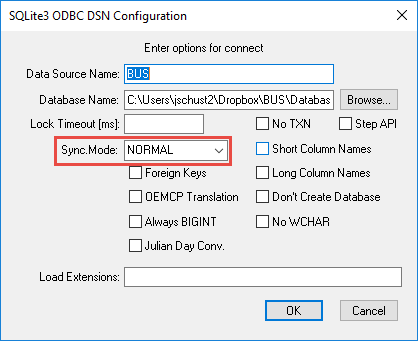 SQLite3 ODBC DSN Configuration
Enter options for connect
Data Source Name: BUS
Database Name: C:\Users\jschust2\Dropbox\BUS\Databas Browse...
Lock Timeout [ms]: No TXN Step API
Sync.Mode: NORMAL Short Column Names
Foreign Keys Long Column Names
OEMCP Translation Don't Create Database
Always BIGINT No WCHAR
Julian Day Conv.
Load Extensions:
OK Cancel